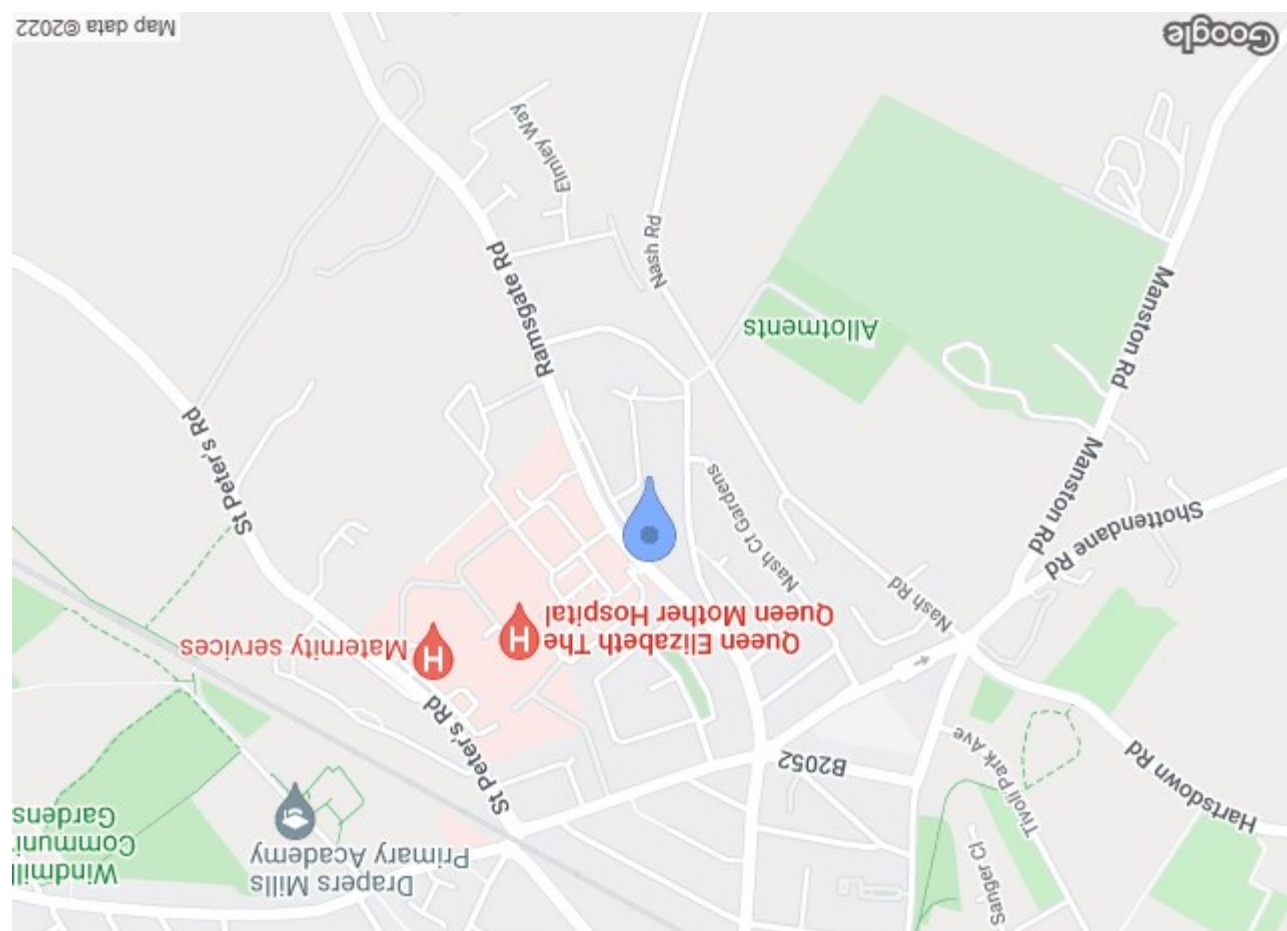 Windmill
Communi
Gardens
Drapers Mills
Primary Academy
Sanger Cl
Hartsdown Rd
Tivoli Park Ave
B2052
St Peter's Rd
Maternity services
H
H
Queen Elizabeth The
Queen Mother Hospital
Nash Rd
Nash Ct Gardens
Shottendane Rd
Manston Rd
St Peter's Rd
Manston Rd
Allotments
Ramsgate Rd
Nash Rd
Elmley Way
Google
Map data ©2022